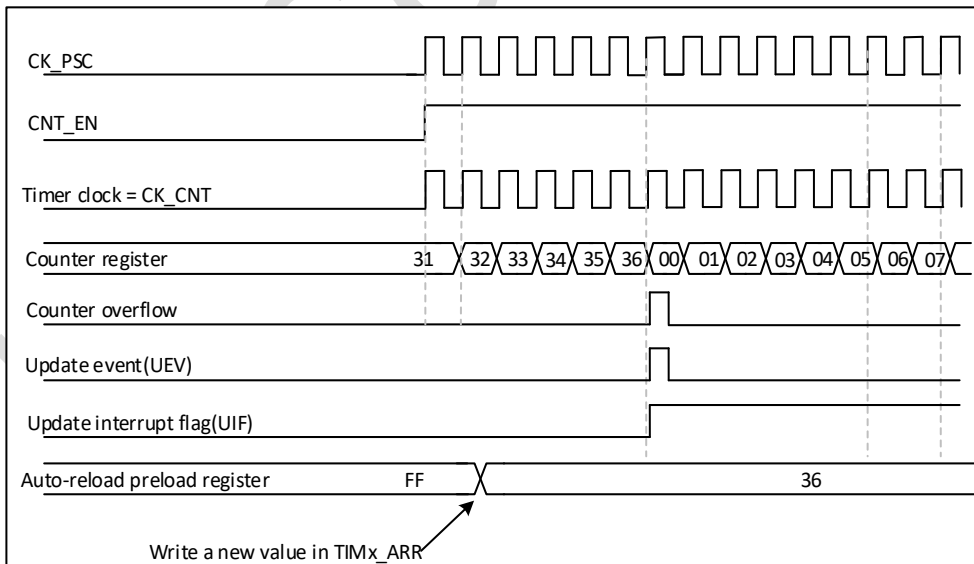 CK_PSC
CNT_EN
Timer clock = CK_CNT
Counter register 31 32 33 34 35 36 00 01 02 03 04 05 06 07
Counter overflow
Update event(UEV)
Update interrupt flag(UIF)
Auto-reload preload register FF 36
Write a new value in TIMx_ARR